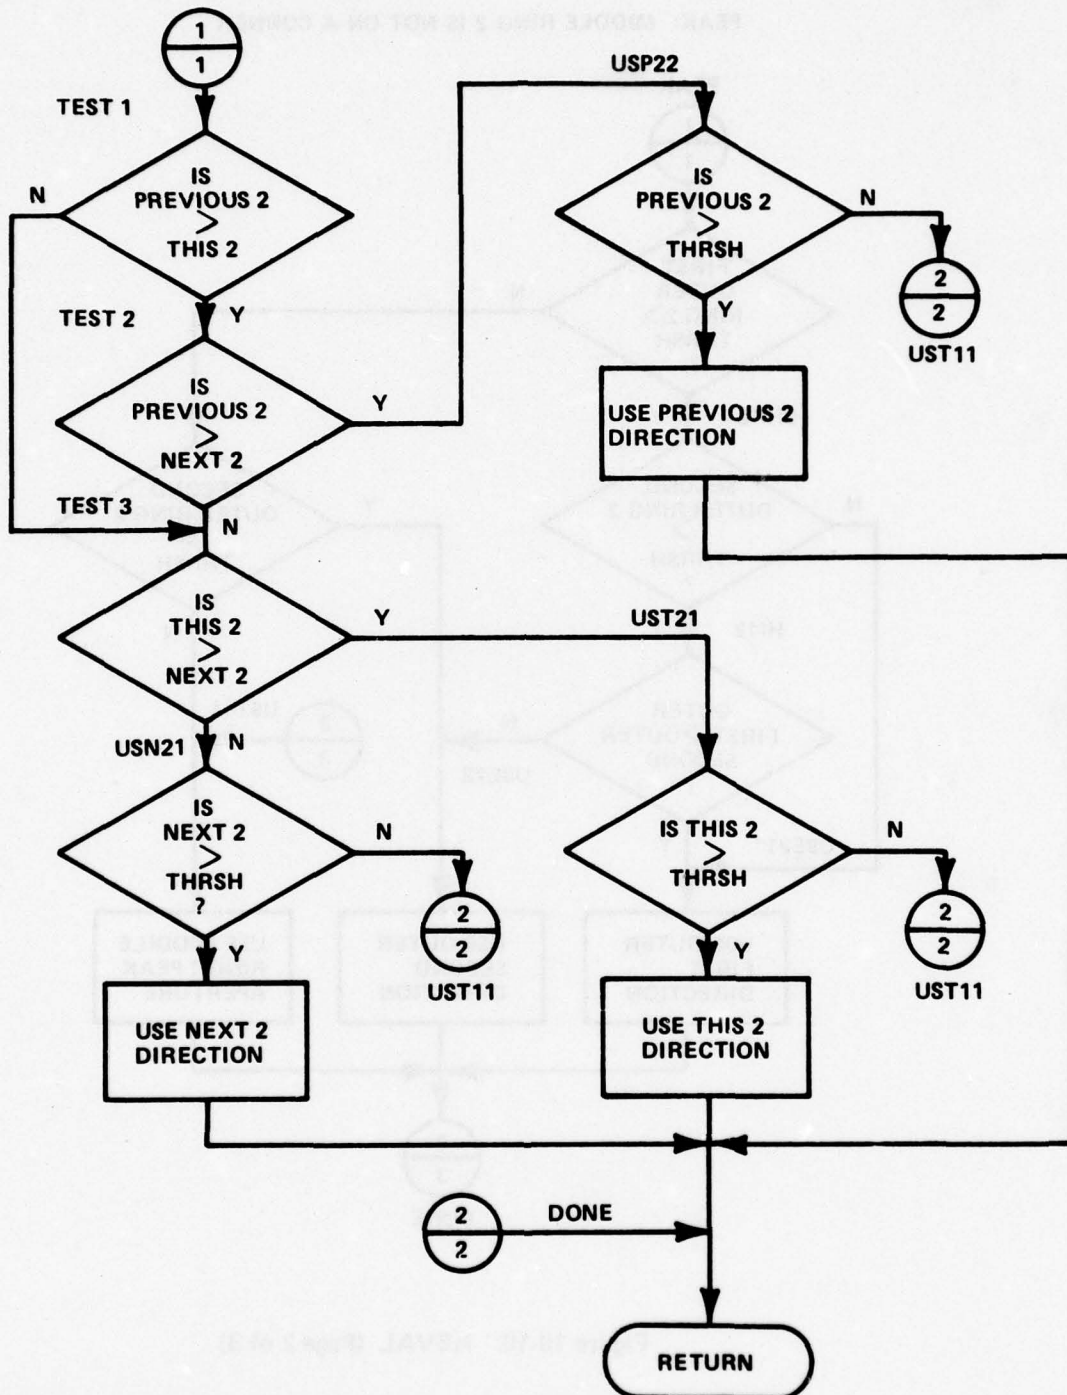 1
1
TEST 1
N
IS
PREVIOUS 2
>
THIS 2
Y
TEST 2
IS
PREVIOUS 2
>
NEXT 2
Y
TEST 3
N
IS
THIS 2
>
NEXT 2
Y
N
USN21
IS
NEXT 2
>
THRSH
?
N
2
2
UST11
Y
USE NEXT 2
DIRECTION
USP22
IS
PREVIOUS 2
>
THRSH
N
2
2
UST11
Y
USE PREVIOUS 2
DIRECTION
UST21
IS THIS 2
>
THRSH
N
2
2
UST11
Y
USE THIS 2
DIRECTION
2
2
DONE
RETURN